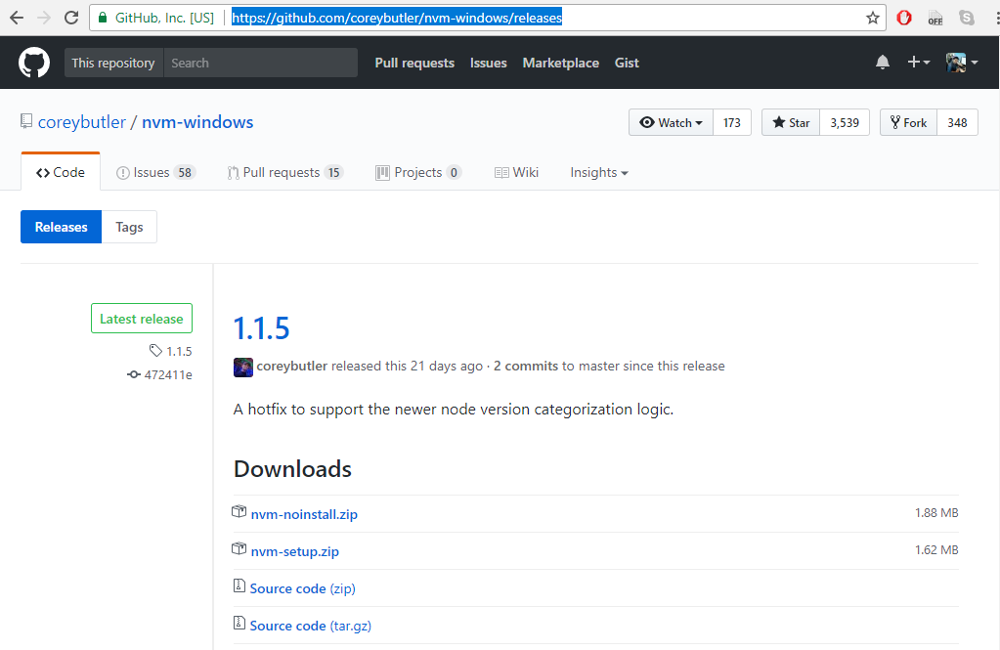 GitHub, Inc. [US] https://github.com/coreybutler/nvm-windows/releases OFF
This repository Search Pull requests Issues Marketplace Gist
coreybutler / nvm-windows Watch 173 Star 3,539 Fork 348
Code Issues 58 Pull requests 15 Projects 0 Wiki Insights
Releases Tags
Latest release
1.1.5
472411e
1.1.5
coreybutler released this 21 days ago · 2 commits to master since this release
A hotfix to support the newer node version categorization logic.
Downloads
nvm-noinstall.zip 1.88 MB
nvm-setup.zip 1.62 MB
Source code (zip)
Source code (tar.gz)